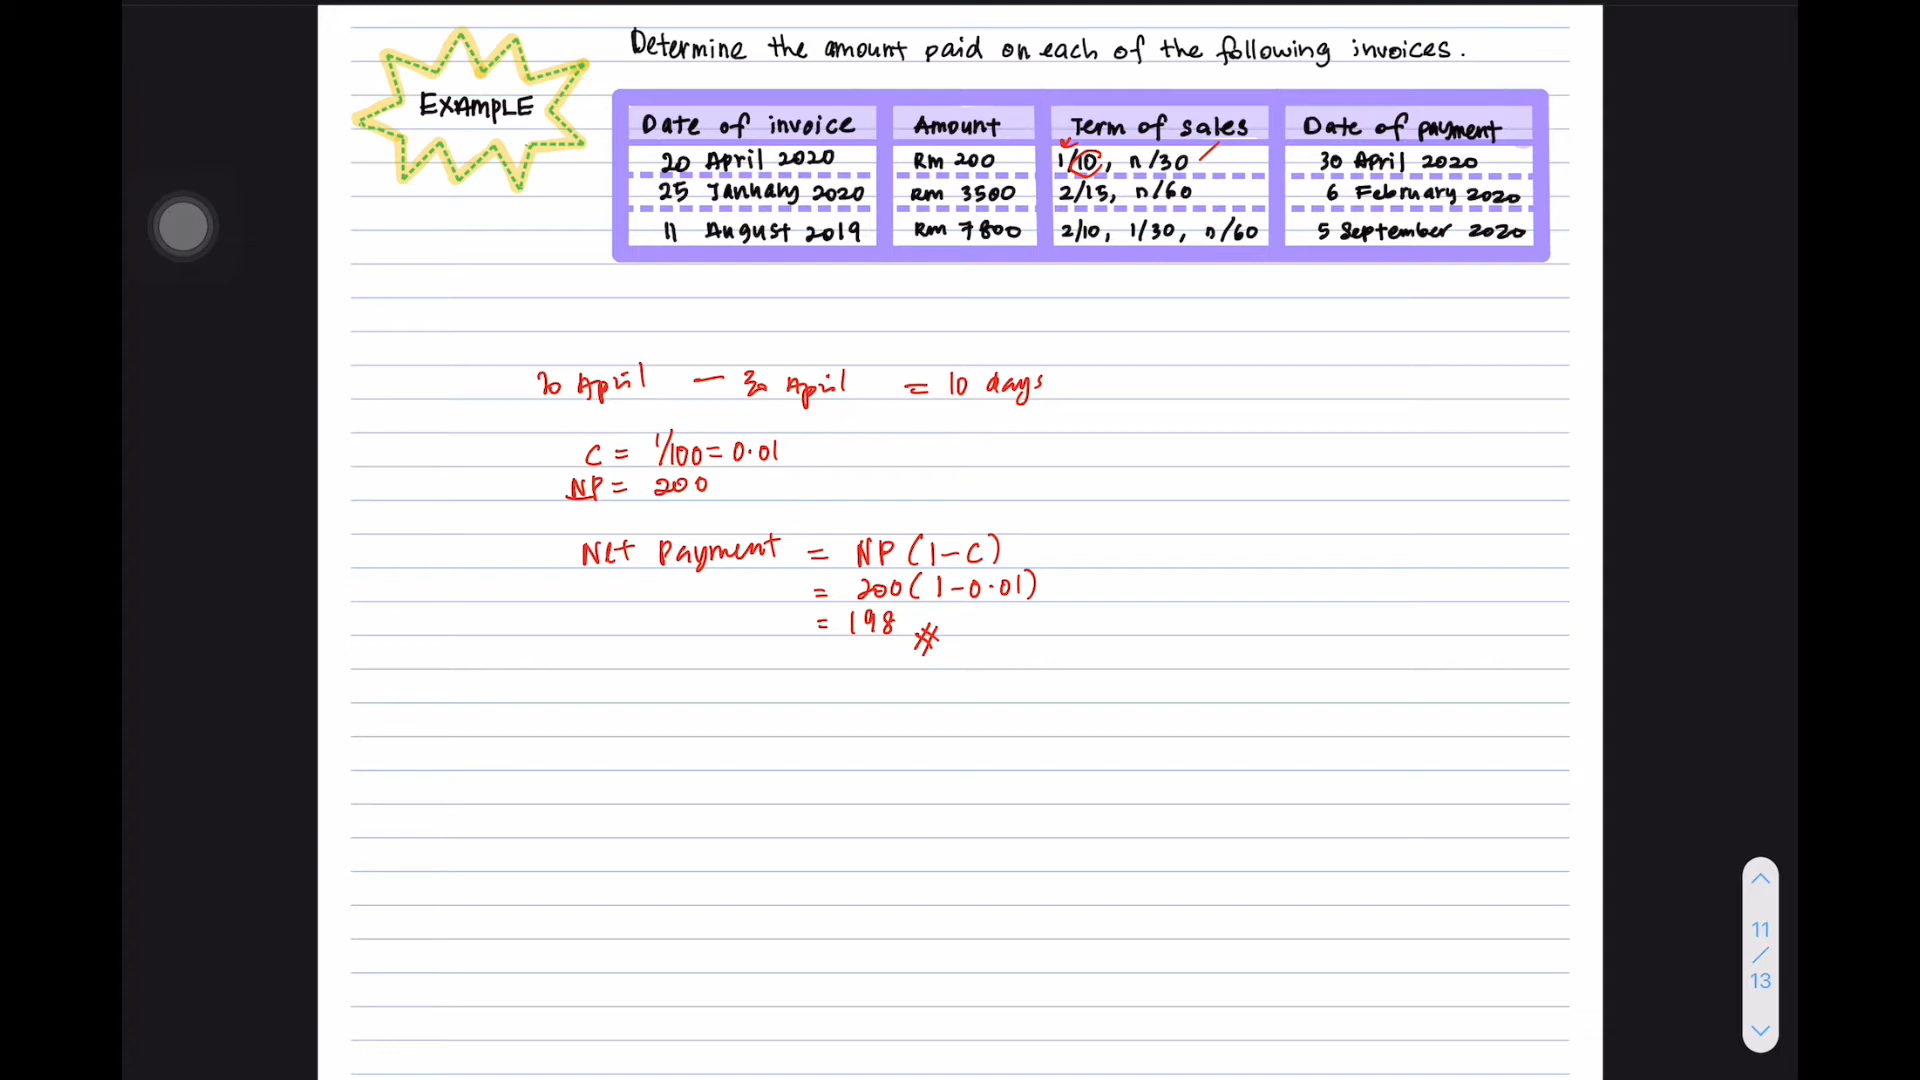 Determine the amount paid on each of the following invoices.
EXAMPLE
Date of invoice Amount Term of sales Date of payment
20 April 2020 RM 200 1/10, n/30 30 April 2020
25 January 2020 RM 3500 2/15, n/60 6 February 2020
11 August 2019 RM 7800 2/10, 1/30, n/60 5 September 2020
20 April — 30 April = 10 days
C = 1/100 = 0.01
NP = 200
Net Payment = NP (1-C)
= 200 (1-0.01)
= 198 #
11
/
13